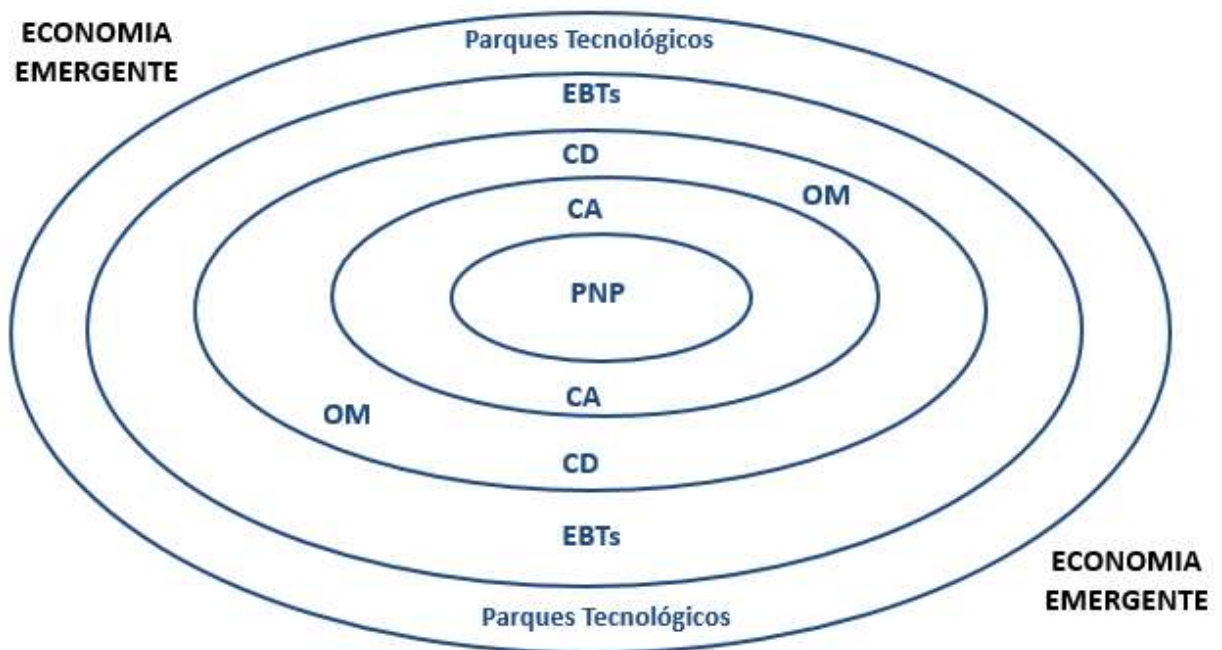 ECONOMIA
EMERGENTE
Parques Tecnológicos
EBTs
CD
OM
CA
PNP
CA
OM
CD
EBTs
ECONOMIA
EMERGENTE
Parques Tecnológicos